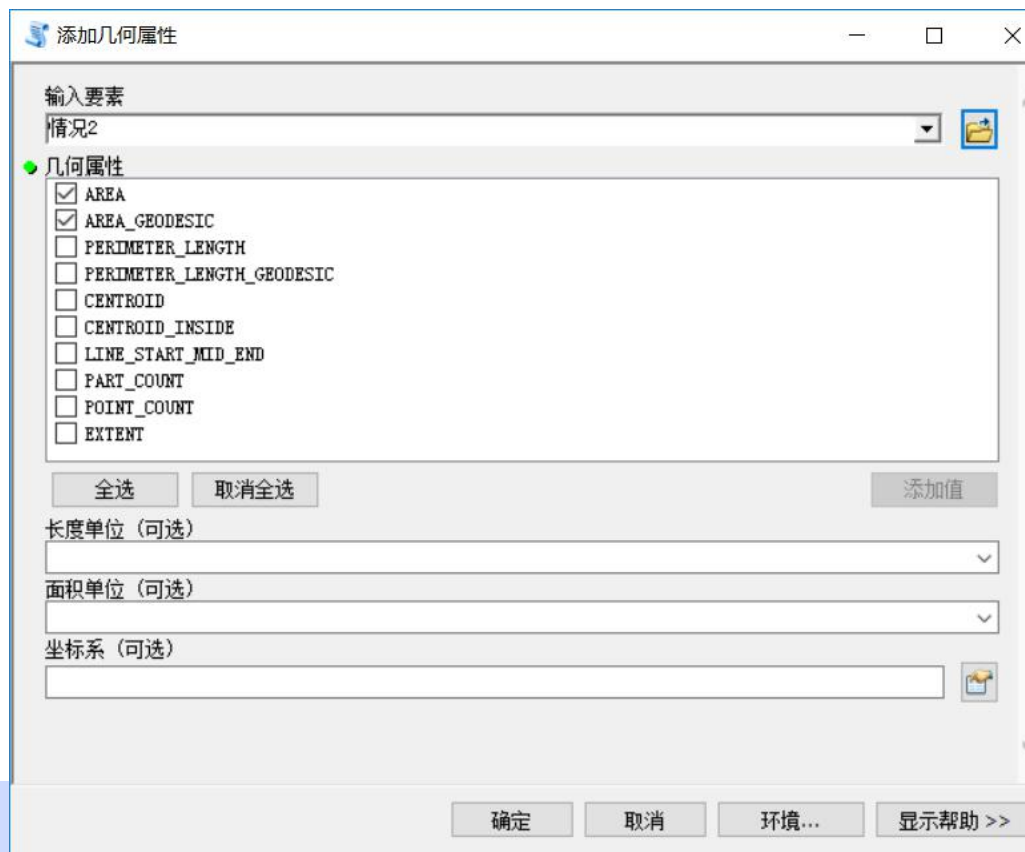 添加几何属性
输入要素
情况2
几何属性
AREA
AREA_GEODESIC
PERIMETER_LENGTH
PERIMETER_LENGTH_GEODESIC
CENTROID
CENTROID_INSIDE
LINE_START_MID_END
PART_COUNT
POINT_COUNT
EXTENT
全选 取消全选 添加值
长度单位（可选）
面积单位（可选）
坐标系（可选）
确定 取消 环境... 显示帮助 >>